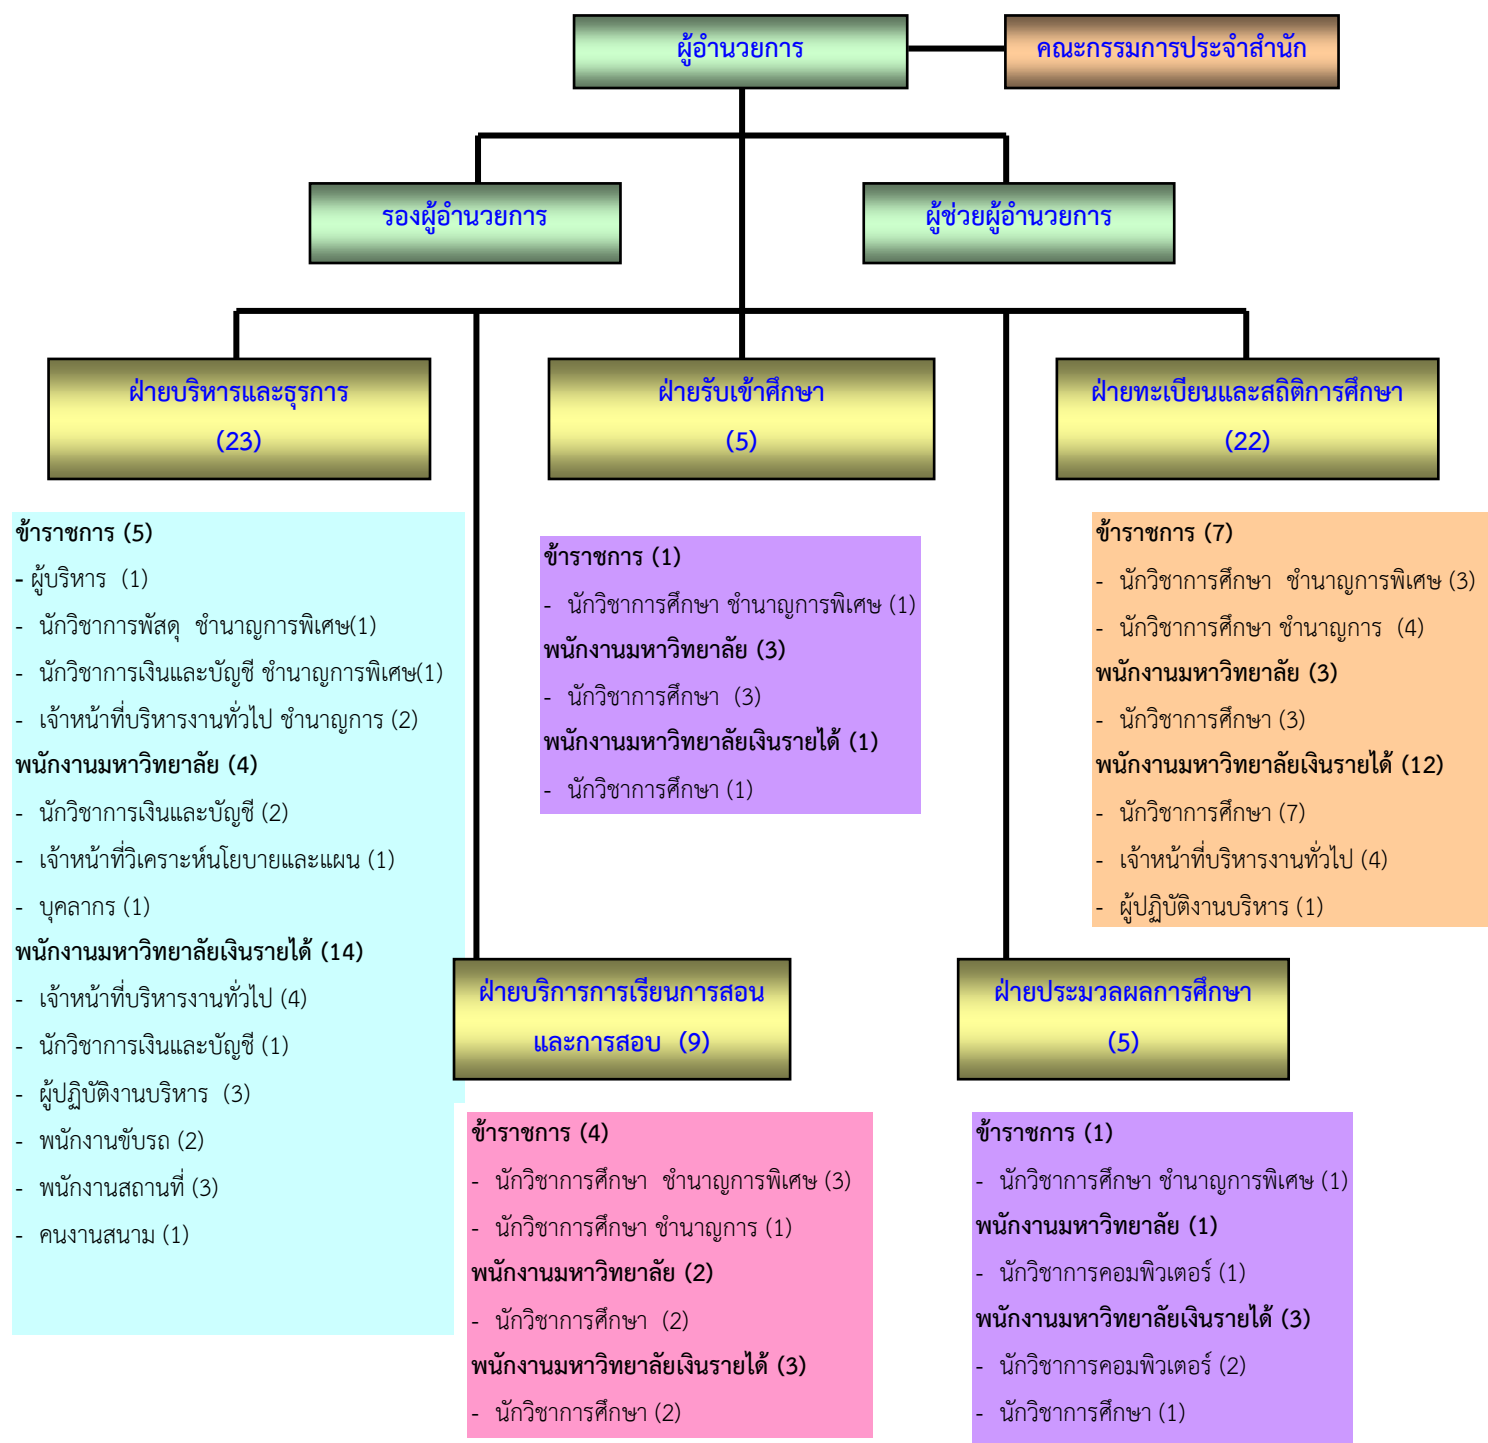 ผู้อำนวยการ
คณะกรรมการประจำสำนัก
รองผู้อำนวยการ
ผู้ช่วยผู้อำนวยการ
ฝ่ายบริหารและธุรการ
(23)
ฝ่ายรับเข้าศึกษา
(5)
ฝ่ายทะเบียนและสถิติการศึกษา
(22)
ข้าราชการ (5)
- ผู้บริหาร (1)
- นักวิชาการพัสดุ ชำนาญการพิเศษ(1)
- นักวิชาการเงินและบัญชี ชำนาญการพิเศษ(1)
- เจ้าหน้าที่บริหารงานทั่วไป ชำนาญการ (2)
พนักงานมหาวิทยาลัย (4)
- นักวิชาการเงินและบัญชี (2)
- เจ้าหน้าที่วิเคราะห์นโยบายและแผน (1)
- บุคลากร (1)
พนักงานมหาวิทยาลัยเงินรายได้ (14)
- เจ้าหน้าที่บริหารงานทั่วไป (4)
- นักวิชาการเงินและบัญชี (1)
- ผู้ปฏิบัติงานบริหาร (3)
- พนักงานขับรถ (2)
- พนักงานสถานที่ (3)
- คนงานสนาม (1)
ข้าราชการ (1)
- นักวิชาการศึกษา ชำนาญการพิเศษ (1)
พนักงานมหาวิทยาลัย (3)
- นักวิชาการศึกษา (3)
พนักงานมหาวิทยาลัยเงินรายได้ (1)
- นักวิชาการศึกษา (1)
ข้าราชการ (7)
- นักวิชาการศึกษา ชำนาญการพิเศษ (3)
- นักวิชาการศึกษา ชำนาญการ (4)
พนักงานมหาวิทยาลัย (3)
- นักวิชาการศึกษา (3)
พนักงานมหาวิทยาลัยเงินรายได้ (12)
- นักวิชาการศึกษา (7)
- เจ้าหน้าที่บริหารงานทั่วไป (4)
- ผู้ปฏิบัติงานบริหาร (1)
ฝ่ายบริการการเรียนการสอน
และการสอบ (9)
ฝ่ายประมวลผลการศึกษา
(5)
ข้าราชการ (4)
- นักวิชาการศึกษา ชำนาญการพิเศษ (3)
- นักวิชาการศึกษา ชำนาญการ (1)
พนักงานมหาวิทยาลัย (2)
- นักวิชาการศึกษา (2)
พนักงานมหาวิทยาลัยเงินรายได้ (3)
- นักวิชาการศึกษา (2)
ข้าราชการ (1)
- นักวิชาการศึกษา ชำนาญการพิเศษ (1)
พนักงานมหาวิทยาลัย (1)
- นักวิชาการคอมพิวเตอร์ (1)
พนักงานมหาวิทยาลัยเงินรายได้ (3)
- นักวิชาการคอมพิวเตอร์ (2)
- นักวิชาการศึกษา (1)